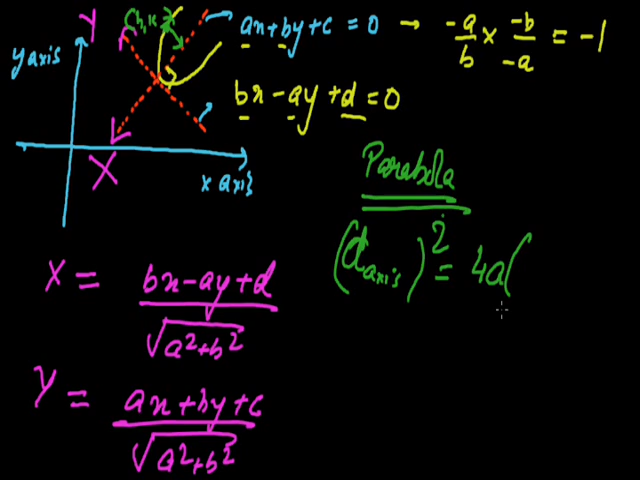 Y (h,k) ax+by+c = 0 → -a/b × -b/-a = -1
y axis
bx - ay + d = 0
X x axis
Parabola
(d axis)² = 4a(
X = bx-ay+d / √a²+b²
Y = ax+by+c / √a²+b²